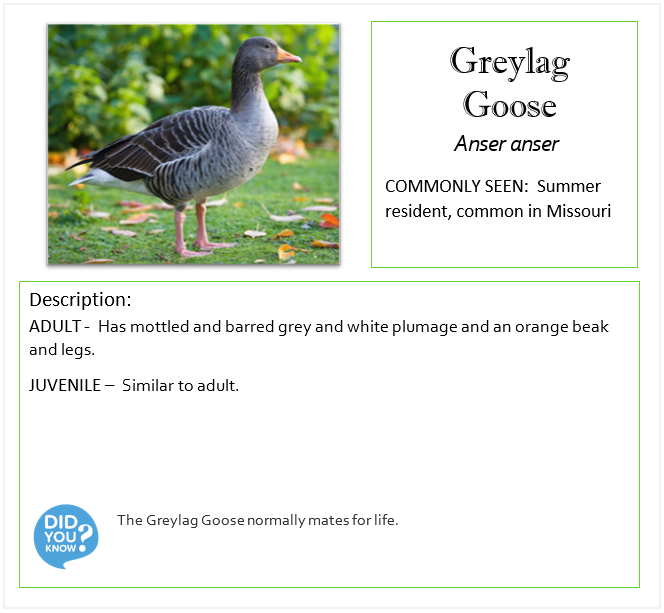 Greylag
Goose
Anser anser
COMMONLY SEEN: Summer
resident, common in Missouri
Description:
ADULT - Has mottled and barred grey and white plumage and an orange beak
and legs.
JUVENILE – Similar to adult.
DID
YOU
KNOW
?
The Greylag Goose normally mates for life.